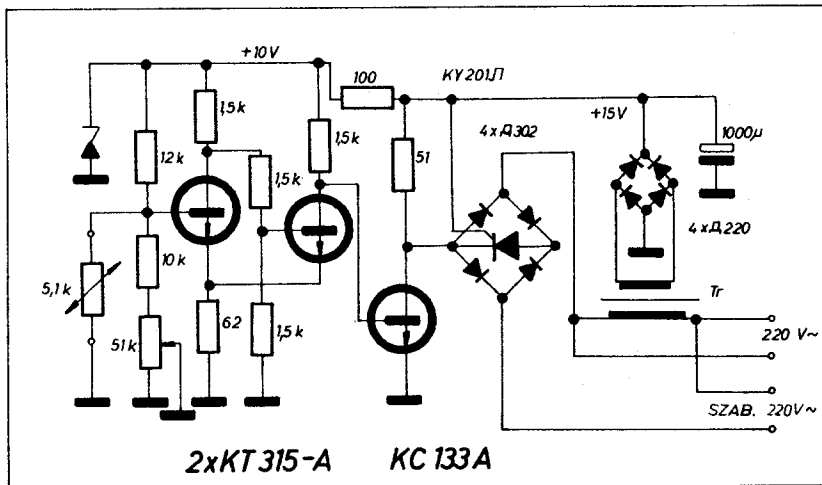 +10V
100
KY201Л
+15V
1000µ
4xД302
1,5k
12k
1,5k
1,5k
51
4xД220
10k
5,1k
51k
62
1,5k
Tr
220 V~
SZAB. 220V~
2xKT315-A KC133A